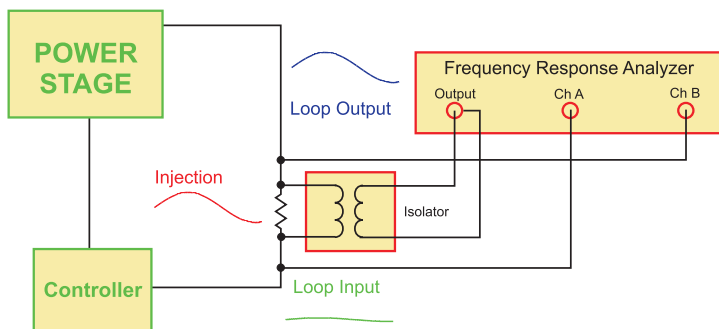 POWER
STAGE
Frequency Response Analyzer
Output
Ch A
Ch B
Loop Output
Injection
Isolator
Controller
Loop Input